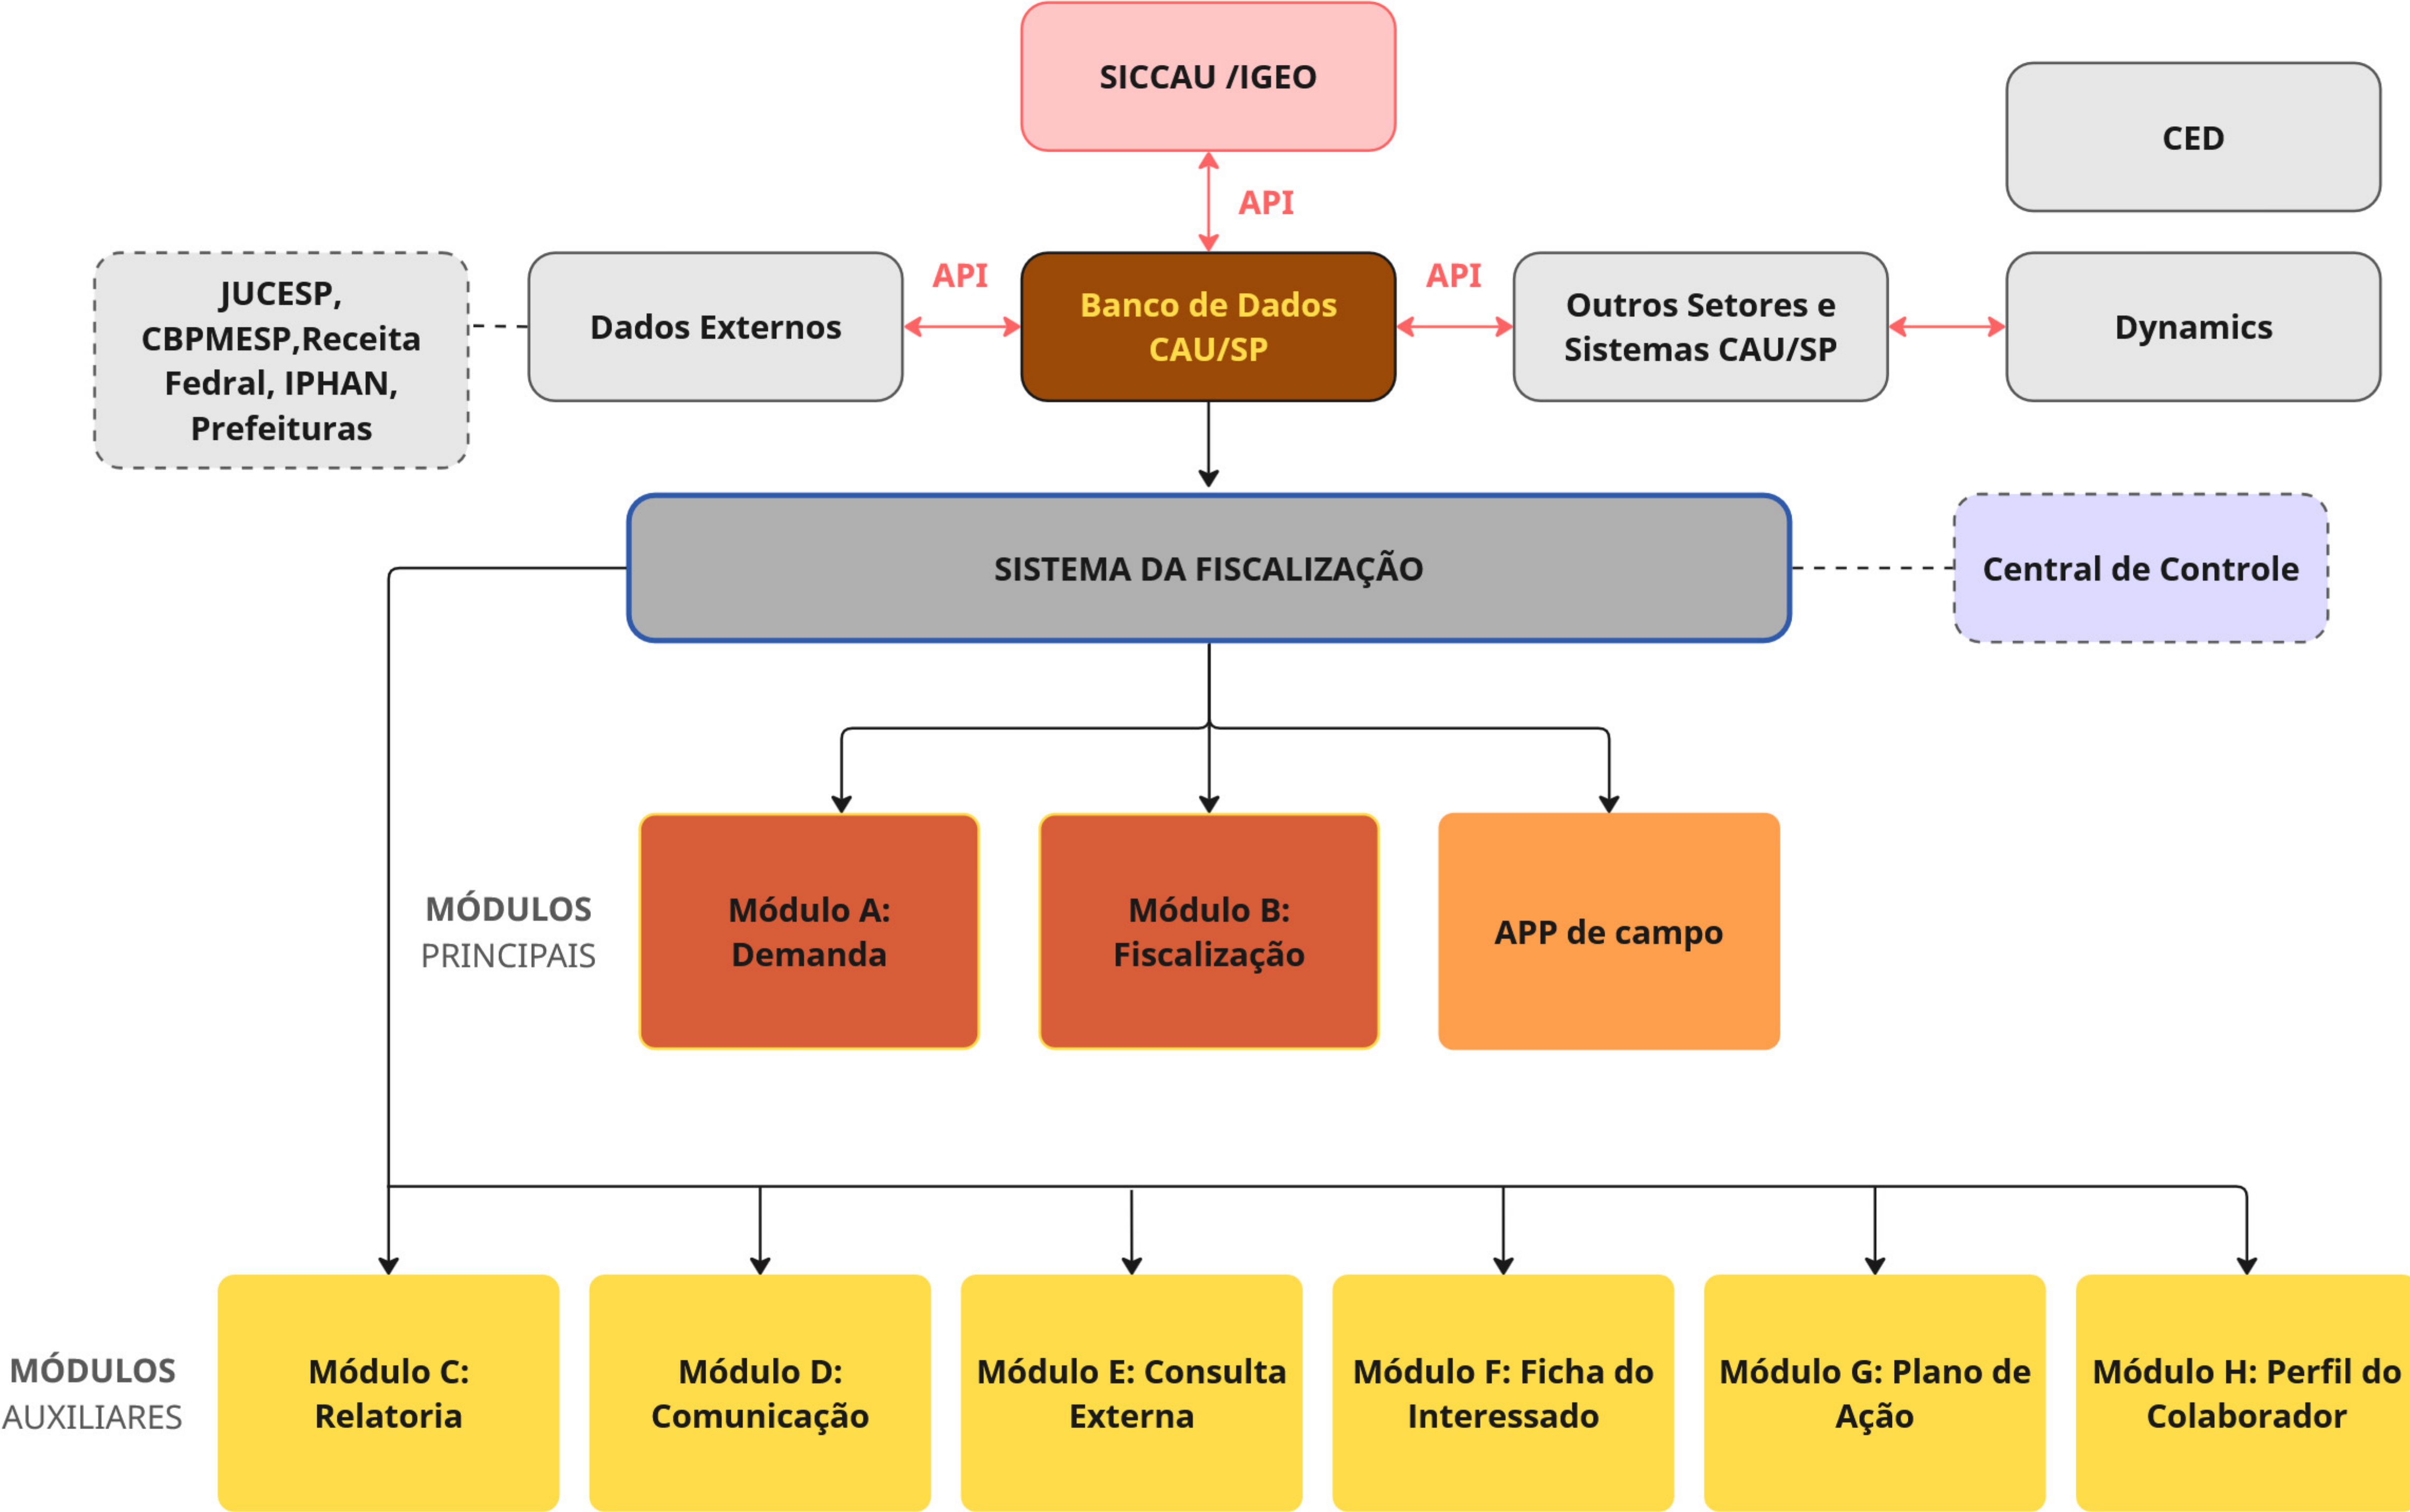 SICCAU /IGEO
CED
API
JUCESP,
CBPMESP,Receita
Fedral, IPHAN,
Prefeituras
Dados Externos
API
Banco de Dados
CAU/SP
API
Outros Setores e
Sistemas CAU/SP
Dynamics
SISTEMA DA FISCALIZAÇÃO
Central de Controle
MÓDULOS
PRINCIPAIS
Módulo A:
Demanda
Módulo B:
Fiscalização
APP de campo
MÓDULOS
AUXILIARES
Módulo C:
Relatoria
Módulo D:
Comunicação
Módulo E: Consulta
Externa
Módulo F: Ficha do
Interessado
Módulo G: Plano de
Ação
Módulo H: Perfil do
Colaborador